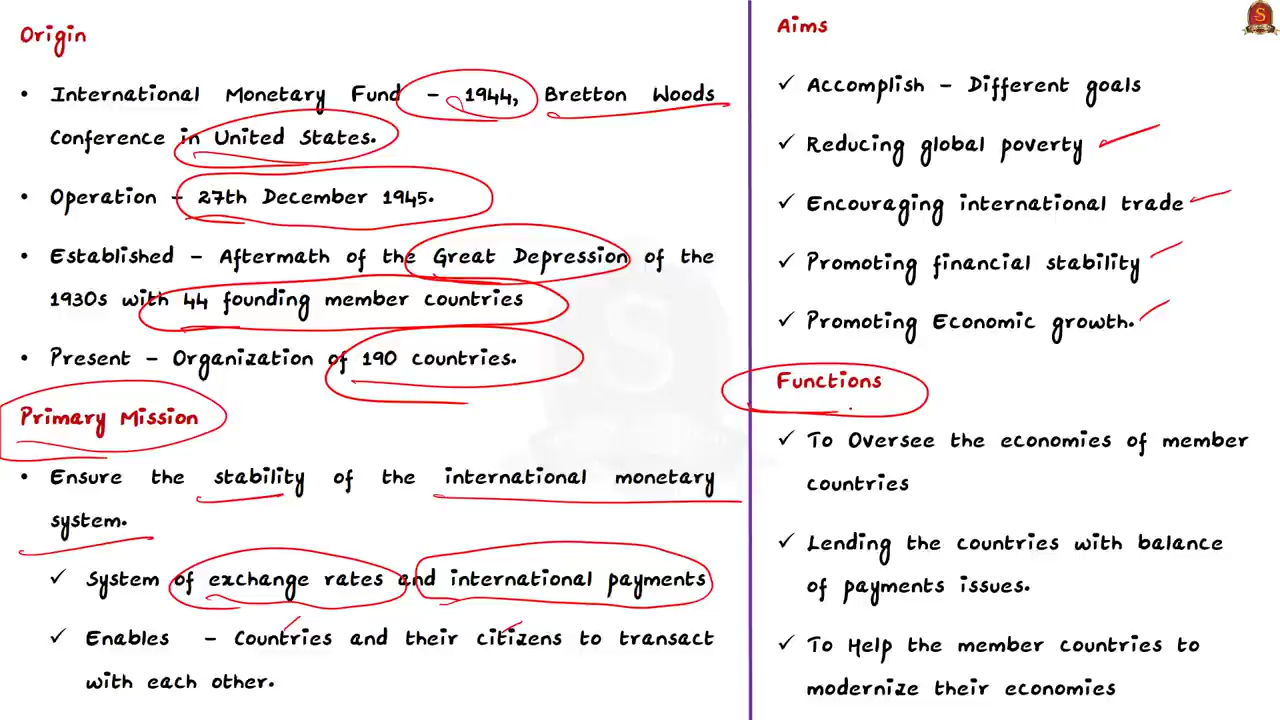 Origin
• International Monetary Fund - 1944, Bretton Woods
Conference in United States.
• Operation - 27th December 1945.
• Established - Aftermath of the Great Depression of the
1930s with 44 founding member countries
• Present - Organization of 190 countries.
Primary Mission
• Ensure the stability of the international monetary
system.
✓ System of exchange rates and international payments
✓ Enables - Countries and their citizens to transact
with each other.
Aims
✓ Accomplish - Different goals
✓ Reducing global poverty
✓ Encouraging international trade
✓ Promoting financial stability
✓ Promoting Economic growth.
Functions
✓ To Oversee the economies of member
countries
✓ Lending the countries with balance
of payments issues.
✓ To Help the member countries to
modernize their economies
S